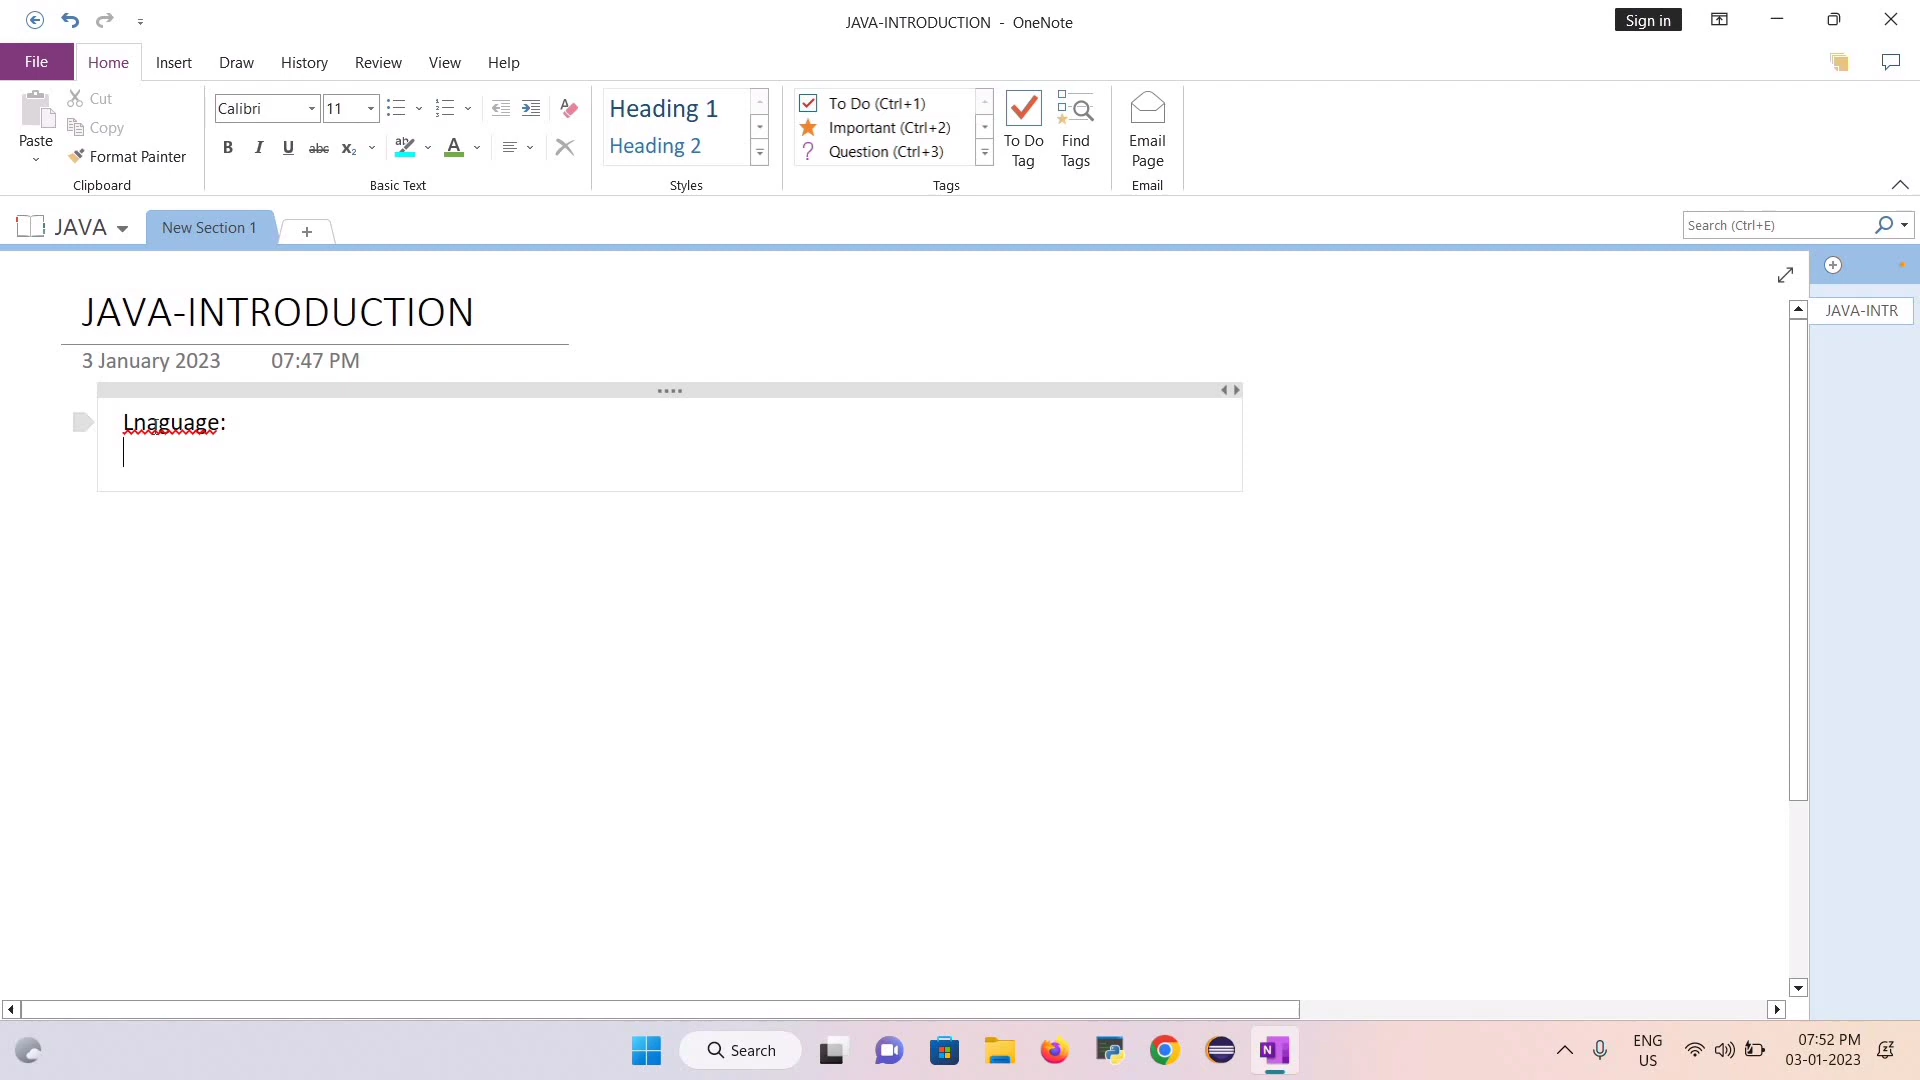 JAVA-INTRODUCTION - OneNote
Sign in
File Home Insert Draw History Review View Help
Paste
Cut
Copy
Format Painter
Clipboard
Calibri 11
B I U abc x₂ ab A
Basic Text
Heading 1
Heading 2
Styles
To Do (Ctrl+1)
Important (Ctrl+2)
Question (Ctrl+3)
Tags
To Do
Tag
Find
Tags
Email
Page
Email
JAVA
New Section 1
Search (Ctrl+E)
JAVA-INTRODUCTION
JAVA-INTR
3 January 2023 07:47 PM
Lnaguage:
Search
ENG
US
07:52 PM
03-01-2023